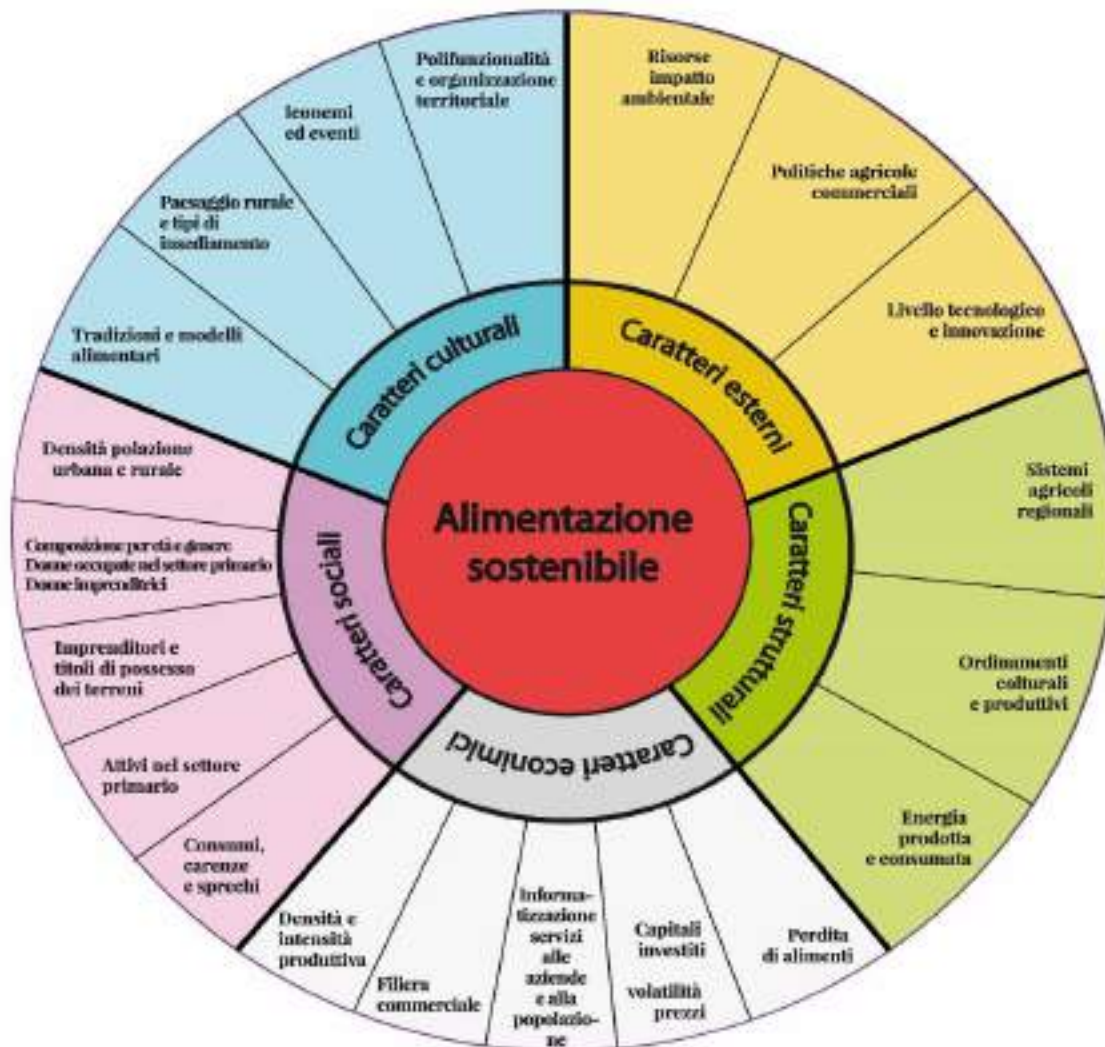 Alimentazione
sostenibile
Caratteri esterni
Risorse
impatto
ambientale
Politiche agricole
commerciali
Livello tecnologico
e innovazione
Caratteri strutturali
Sistemi
agricoli
regionali
Ordinamenti
colturali
e produttivi
Energia
prodotta
e consumata
Caratteri econimici
Perdita
di alimenti
Capitali
investiti
volatilità
prezzi
Informa-
tizzazione
servizi
alle
aziende
e alla
popolazio-
ne
Filiera
commerciale
Densità e
intensità
produttiva
Caratteri sociali
Consumi,
carenze
e sprechi
Attivi nel settore
primario
Imprenditori e
titoli di possesso
dei terreni
Composizione per età e genere
Donne occupate nel settore primario
Donne imprenditrici
Densità polazione
urbana e rurale
Caratteri culturali
Tradizioni e modelli
alimentari
Paesaggio rurale
e tipi di
insediamento
Iconemi
ed eventi
Polifunzionalità
e organizzazione
territoriale